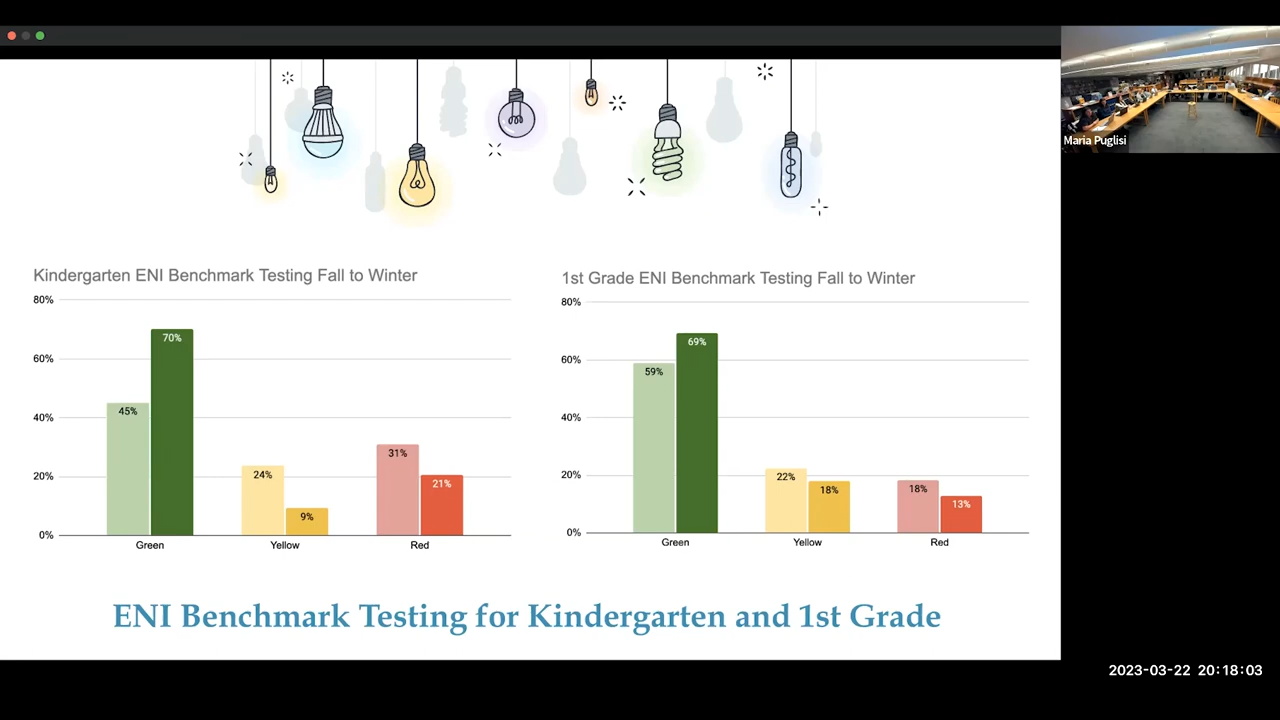 Maria Puglisi
Kindergarten ENI Benchmark Testing Fall to Winter
80%
60%
40%
20%
0%
45%
70%
24%
9%
31%
21%
Green
Yellow
Red
1st Grade ENI Benchmark Testing Fall to Winter
80%
60%
40%
20%
0%
59%
69%
22%
18%
18%
13%
Green
Yellow
Red
ENI Benchmark Testing for Kindergarten and 1st Grade
2023-03-22 20:18:03